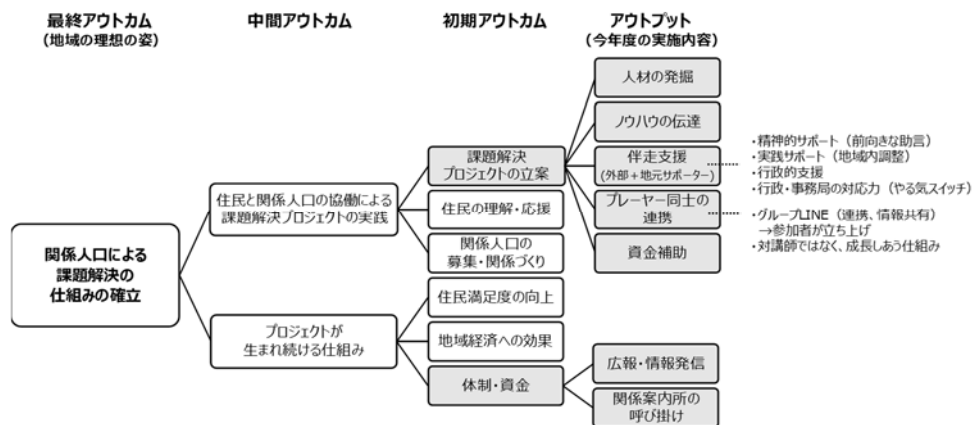 最終アウトカム
（地域の理想の姿）
中間アウトカム
初期アウトカム
アウトプット
（今年度の実施内容）
関係人口による
課題解決の
仕組みの確立
住民と関係人口の協働による
課題解決プロジェクトの実践
プロジェクトが
生まれ続ける仕組み
課題解決
プロジェクトの立案
住民の理解・応援
関係人口の
募集・関係づくり
住民満足度の向上
地域経済への効果
体制・資金
人材の発掘
ノウハウの伝達
伴走支援
（外部＋地元サポーター）
プレーヤー同士の
連携
資金補助
広報・情報発信
関係案内所の
呼び掛け
・精神的サポート（前向きな助言）
・実践サポート（地域内調整）
・行政的支援
・行政・事務局の対応力（やる気スイッチ）
・グループLINE（連携、情報共有）
→参加者が立ち上げ
・対講師ではなく、成長しあう仕組み